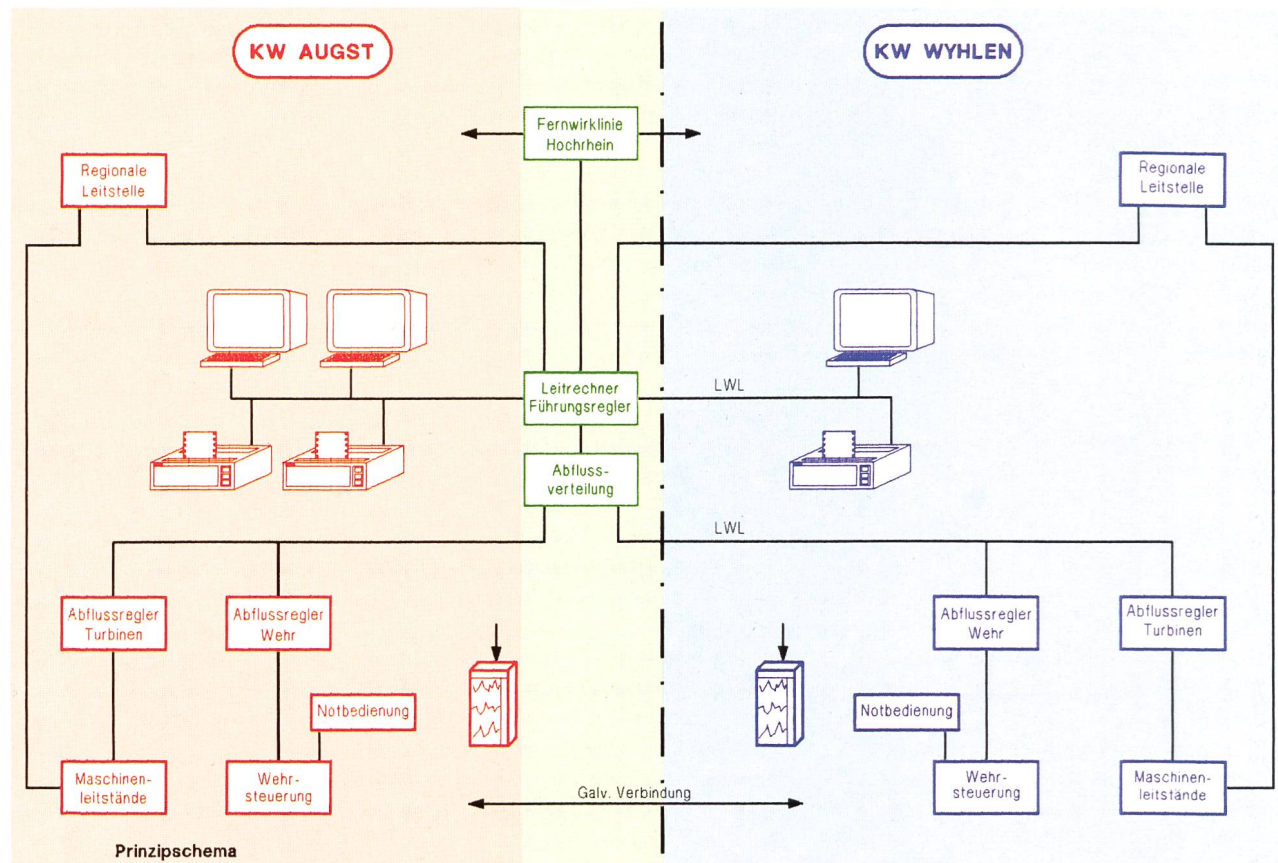 KW AUGST
KW WYHLEN
Fernwirklinie
Hochrhein
Regionale
Leitstelle
Regionale
Leitstelle
Leitrechner
Führungsregler
LWL
Abfluss-
verteilung
LWL
Abflussregler
Turbinen
Abflussregler
Wehr
Abflussregler
Wehr
Abflussregler
Turbinen
Notbedienung
Notbedienung
Maschinen-
leitstände
Wehr-
steuerung
Galv. Verbindung
Wehr-
steuerung
Maschinen-
leitstände
Prinzipschema